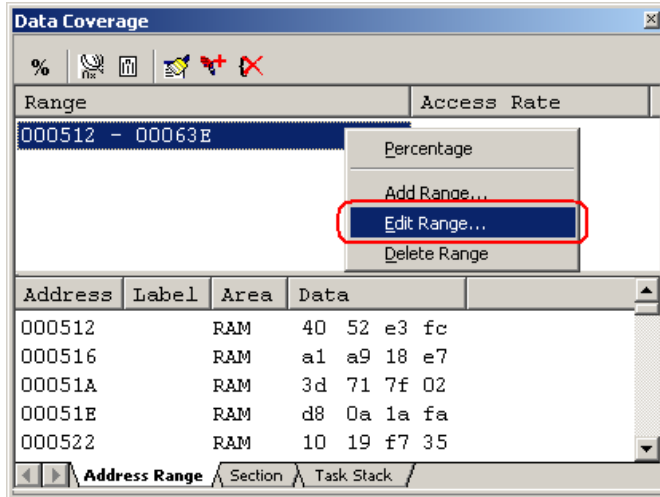 Data Coverage
%
Range Access Rate
000512 - 00063E
Percentage
Add Range...
Edit Range...
Delete Range
Address Label Area Data
000512 RAM 40 52 e3 fc
000516 RAM a1 a9 18 e7
00051A RAM 3d 71 7f 02
00051E RAM d8 0a 1a fa
000522 RAM 10 19 f7 35
Address Range Section Task Stack